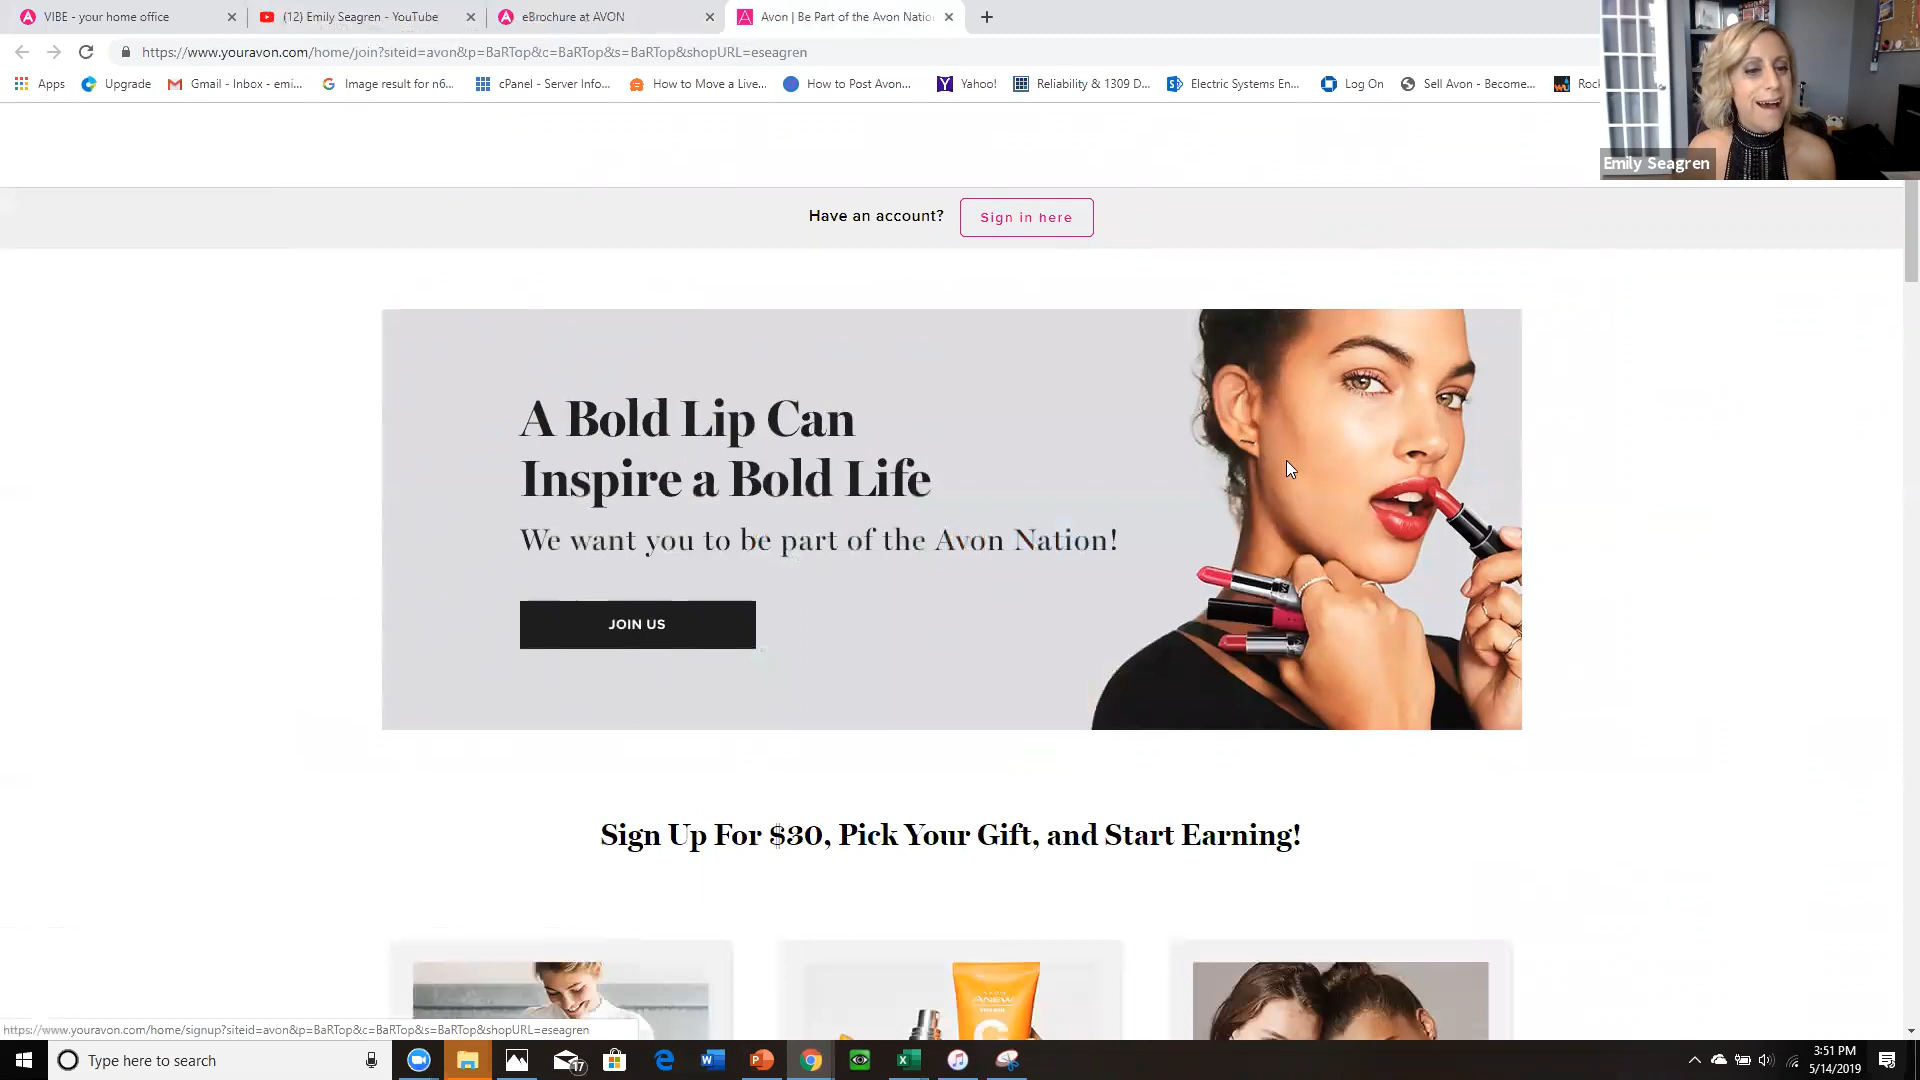 VIBE - your home office
(12) Emily Seagren - YouTube
eBrochure at AVON
Avon | Be Part of the Avon Natio
https://www.youravon.com/home/join?siteid=avon&p=BaRTop&c=BaRTop&s=BaRTop&shopURL=eseagren
Apps
Upgrade
Gmail - Inbox - emi...
Image result for n6...
cPanel - Server Info...
How to Move a Live...
How to Post Avon...
Yahoo!
Reliability & 1309 D...
Electric Systems En...
Log On
Sell Avon - Become...
Rock
Emily Seagren
Have an account?
Sign in here
A Bold Lip Can
Inspire a Bold Life
We want you to be part of the Avon Nation!
JOIN US
Sign Up For $30, Pick Your Gift, and Start Earning!
ANEW
C
https://www.youravon.com/home/signup?siteid=avon&p=BaRTop&c=BaRTop&s=BaRTop&shopURL=eseagren
Type here to search
17
3:51 PM
5/14/2019